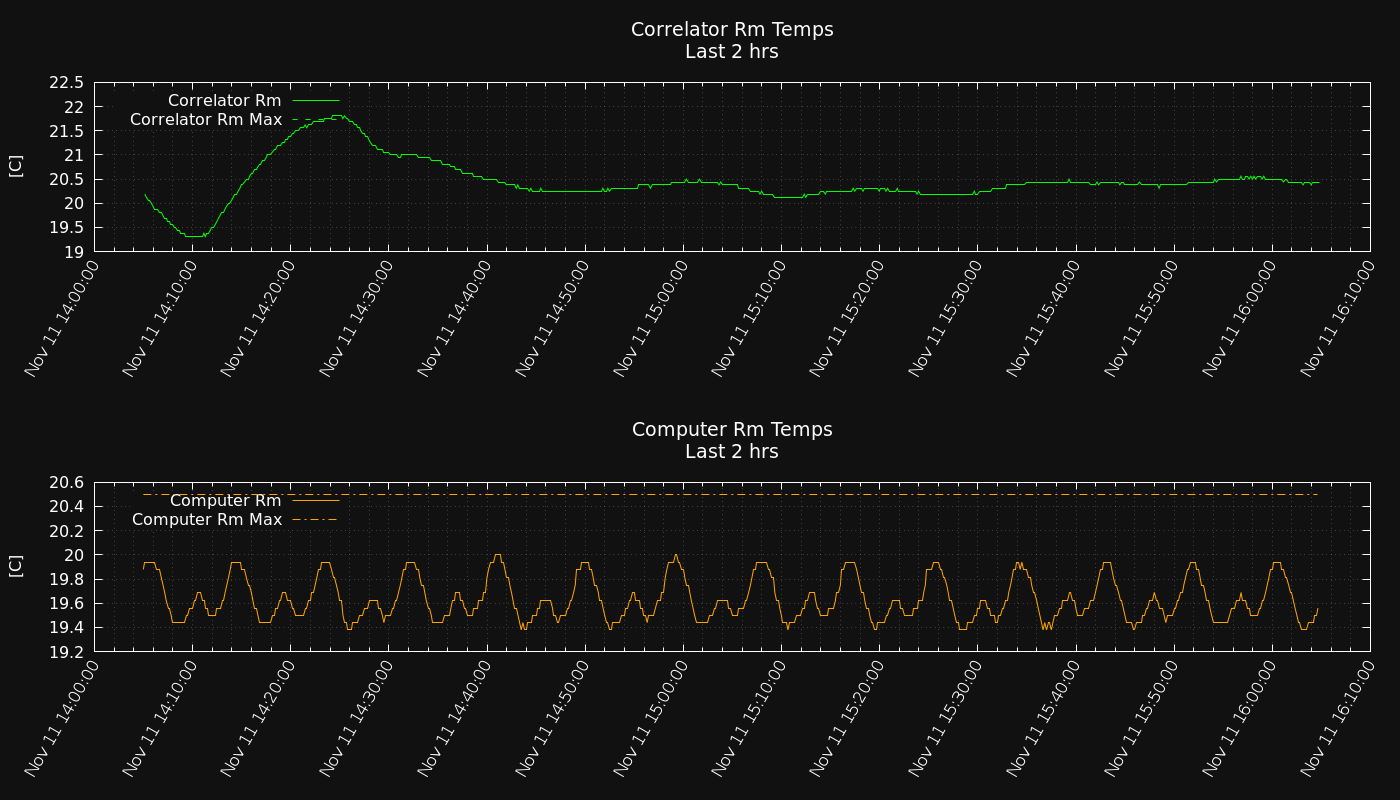 Correlator Rm Temps
Last 2 hrs
22.5
22
21.5
21
20.5
20
19.5
19
[C]
Correlator Rm
Correlator Rm Max
Nov 11 14:00:00
Nov 11 14:10:00
Nov 11 14:20:00
Nov 11 14:30:00
Nov 11 14:40:00
Nov 11 14:50:00
Nov 11 15:00:00
Nov 11 15:10:00
Nov 11 15:20:00
Nov 11 15:30:00
Nov 11 15:40:00
Nov 11 15:50:00
Nov 11 16:00:00
Nov 11 16:10:00
Computer Rm Temps
Last 2 hrs
20.6
20.4
20.2
20
19.8
19.6
19.4
19.2
[C]
Computer Rm
Computer Rm Max
Nov 11 14:00:00
Nov 11 14:10:00
Nov 11 14:20:00
Nov 11 14:30:00
Nov 11 14:40:00
Nov 11 14:50:00
Nov 11 15:00:00
Nov 11 15:10:00
Nov 11 15:20:00
Nov 11 15:30:00
Nov 11 15:40:00
Nov 11 15:50:00
Nov 11 16:00:00
Nov 11 16:10:00